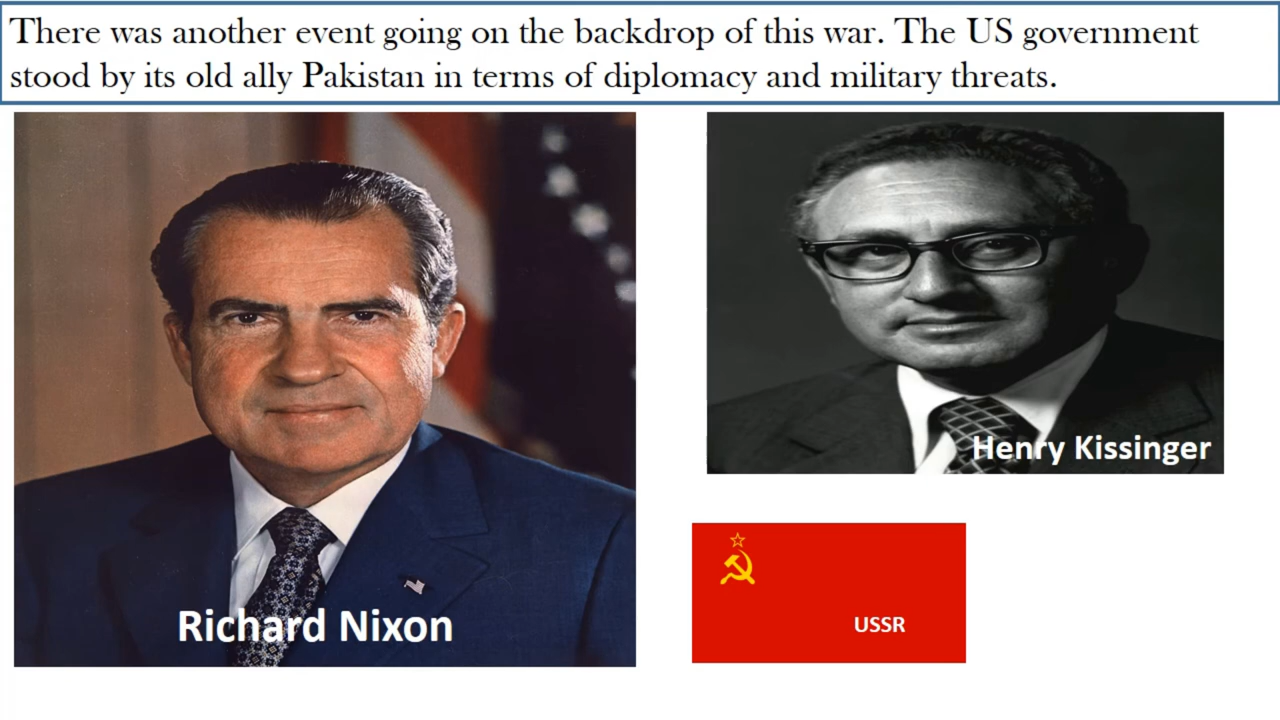 There was another event going on the backdrop of this war. The US government
stood by its old ally Pakistan in terms of diplomacy and military threats.
Henry Kissinger
Richard Nixon
USSR